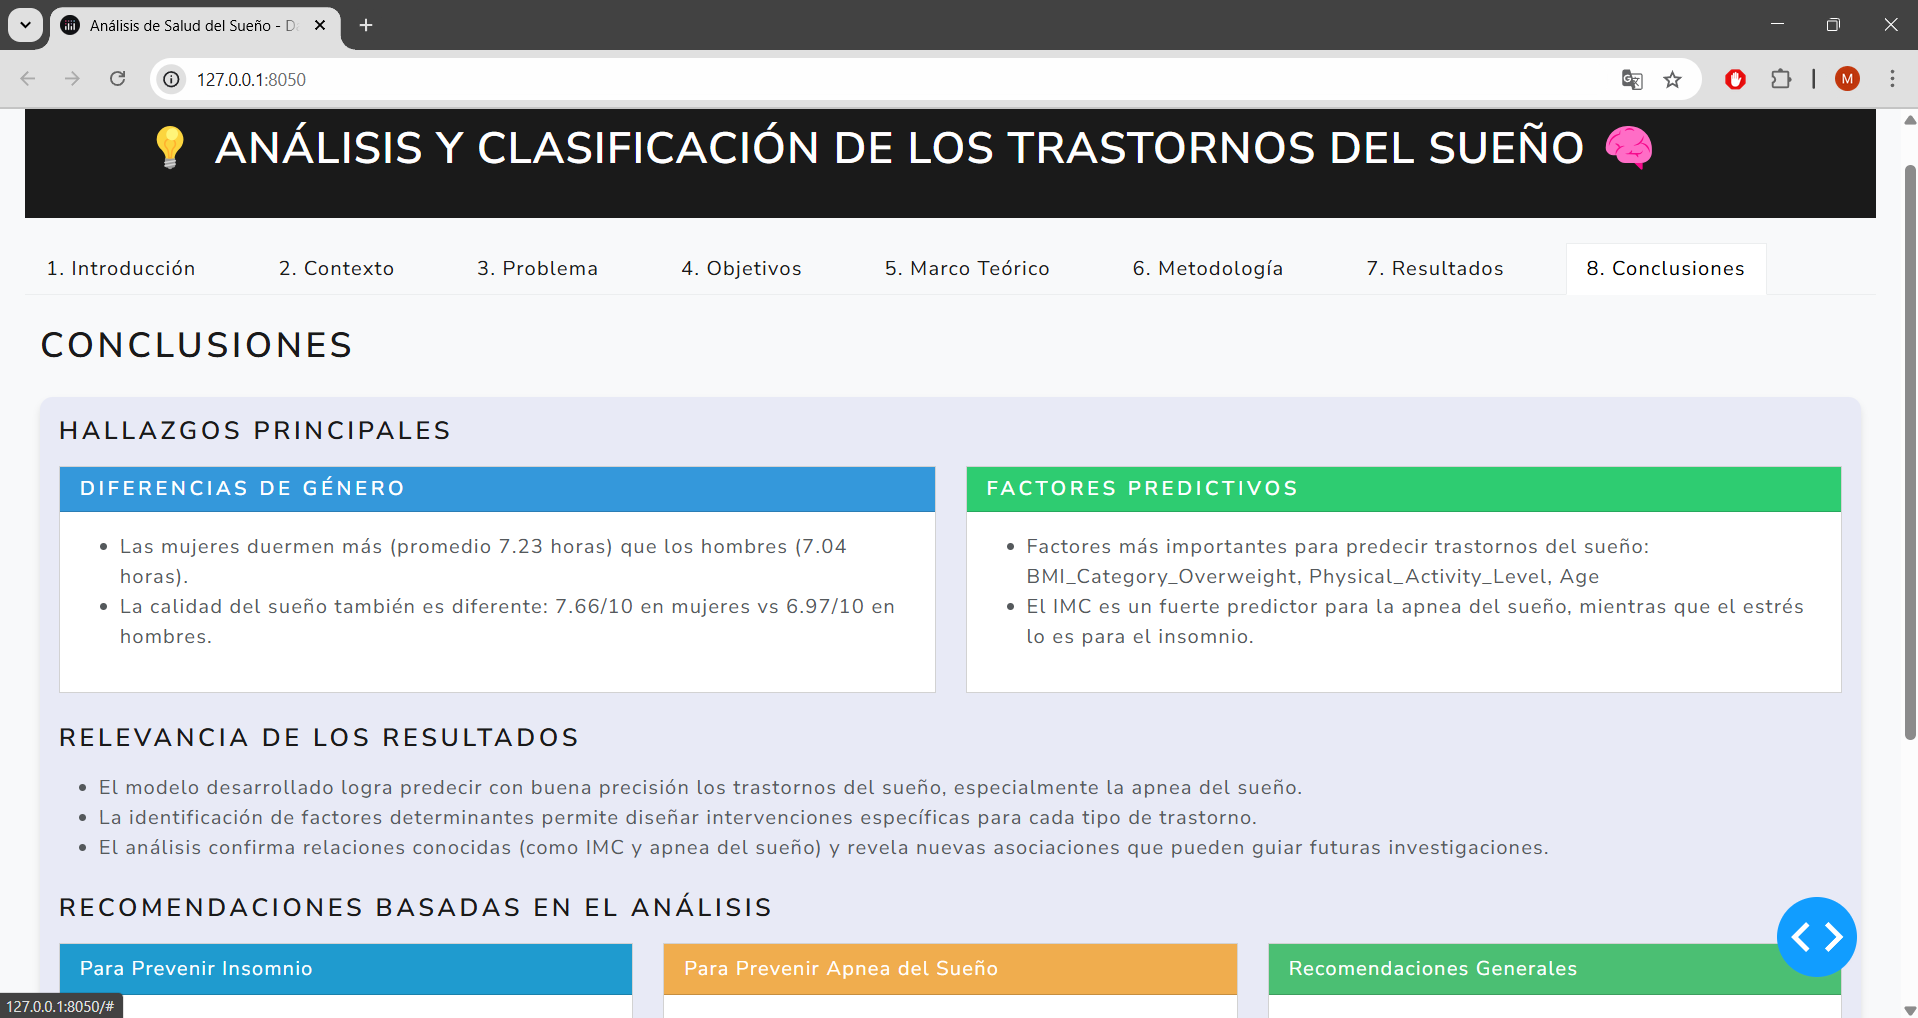 Análisis de Salud del Sueño - D
127.0.0.1:8050
M
💡 ANÁLISIS Y CLASIFICACIÓN DE LOS TRASTORNOS DEL SUEÑO 🧠
1. Introducción
2. Contexto
3. Problema
4. Objetivos
5. Marco Teórico
6. Metodología
7. Resultados
8. Conclusiones
CONCLUSIONES
HALLAZGOS PRINCIPALES
DIFERENCIAS DE GÉNERO
• Las mujeres duermen más (promedio 7.23 horas) que los hombres (7.04
horas).
• La calidad del sueño también es diferente: 7.66/10 en mujeres vs 6.97/10 en
hombres.
FACTORES PREDICTIVOS
• Factores más importantes para predecir trastornos del sueño:
BMI_Category_Overweight, Physical_Activity_Level, Age
• El IMC es un fuerte predictor para la apnea del sueño, mientras que el estrés
lo es para el insomnio.
RELEVANCIA DE LOS RESULTADOS
• El modelo desarrollado logra predecir con buena precisión los trastornos del sueño, especialmente la apnea del sueño.
• La identificación de factores determinantes permite diseñar intervenciones específicas para cada tipo de trastorno.
• El análisis confirma relaciones conocidas (como IMC y apnea del sueño) y revela nuevas asociaciones que pueden guiar futuras investigaciones.
RECOMENDACIONES BASADAS EN EL ANÁLISIS
Para Prevenir Insomnio
Para Prevenir Apnea del Sueño
Recomendaciones Generales
127.0.0.1:8050/#